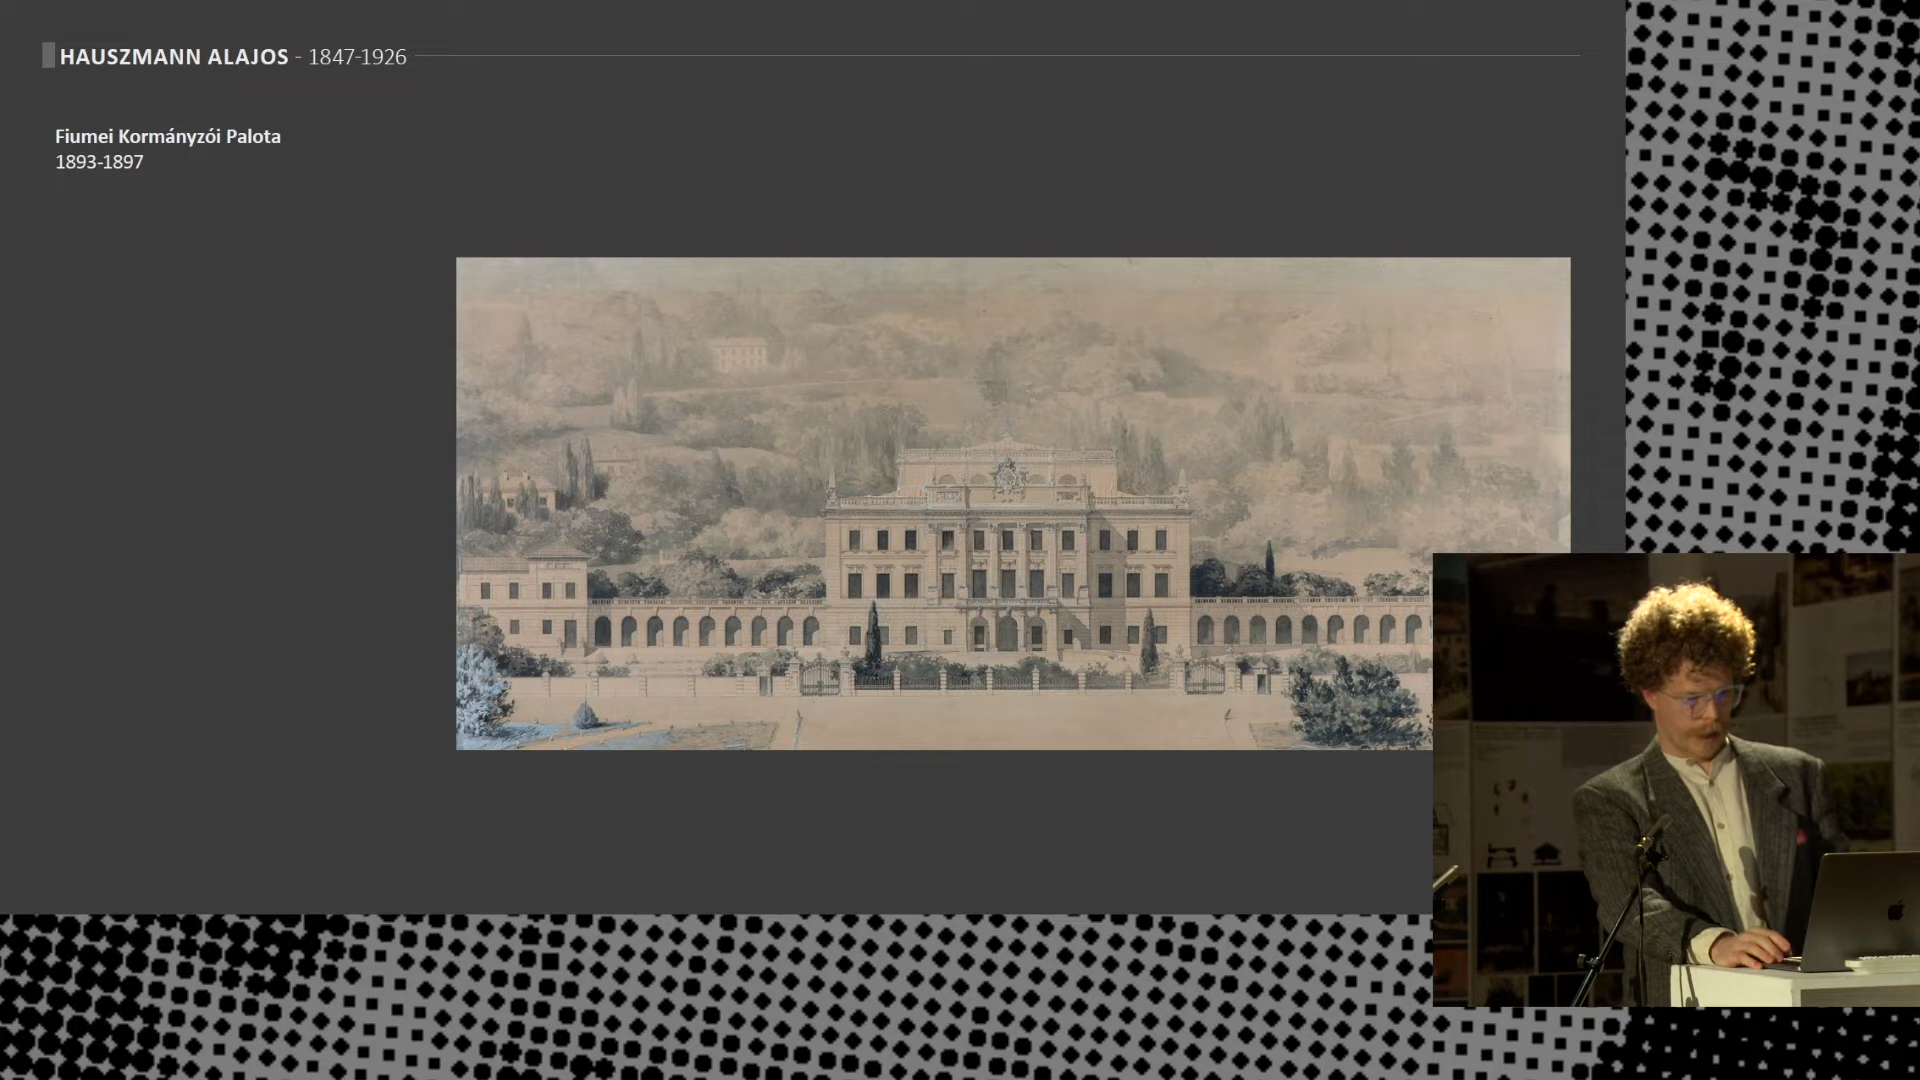 HAUSZMANN ALAJOS - 1847-1926
Fiumei Kormányzói Palota
1893-1897